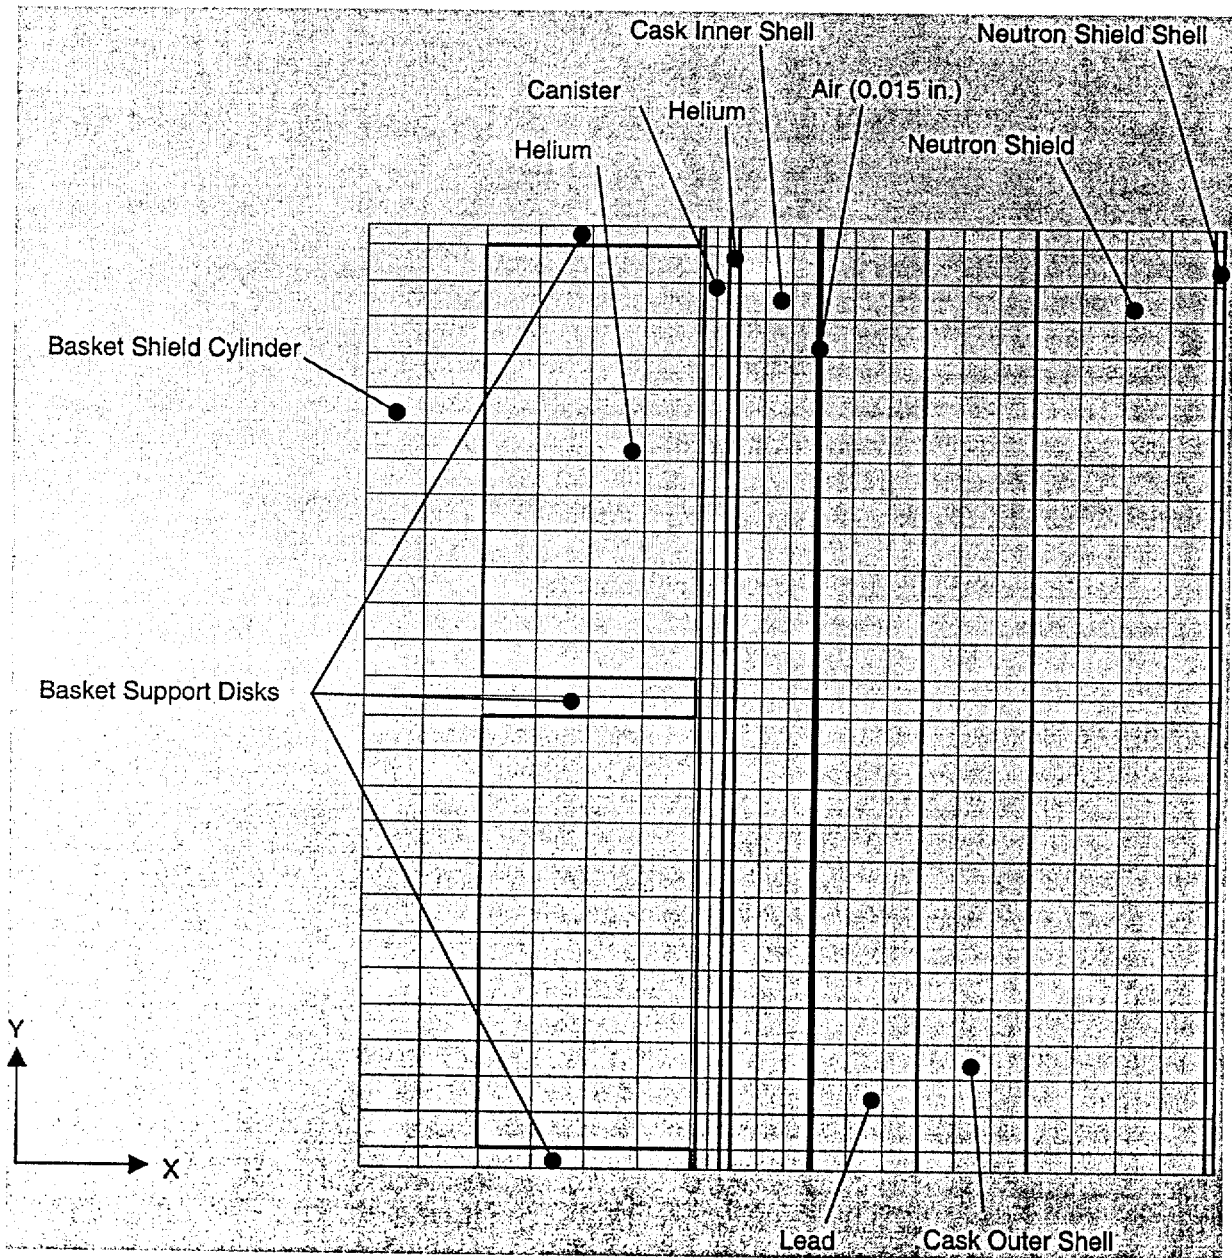 Cask Inner Shell
Neutron Shield Shell
Canister
Helium
Air (0.015 in.)
Helium
Neutron Shield
Basket Shield Cylinder
Basket Support Disks
Y
X
Lead
Cask Outer Shell